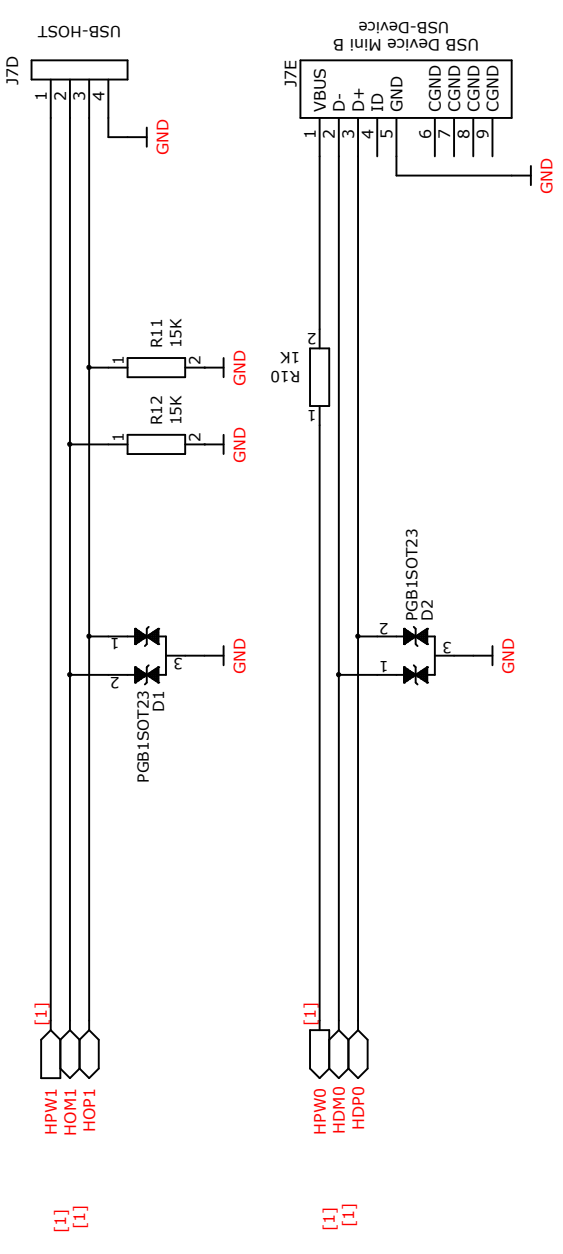 USB-HOST
J7D
1
2
3
4
GND
R11
15K
1
2
GND
R12
15K
1
2
GND
1
2
3
PGB1SOT23
D1
GND
[1]
HPW1
HOM1
HOP1
[1]
[1]
USB-Device
USB Device Mini B
J7E
VBUS
D-
D+
ID
GND
CGND
CGND
CGND
CGND
1
2
3
4
5
6
7
8
9
GND
R10
1K
2
1
PGB1SOT23
D2
2
1
3
GND
[1]
HPW0
HDM0
HDP0
[1]
[1]